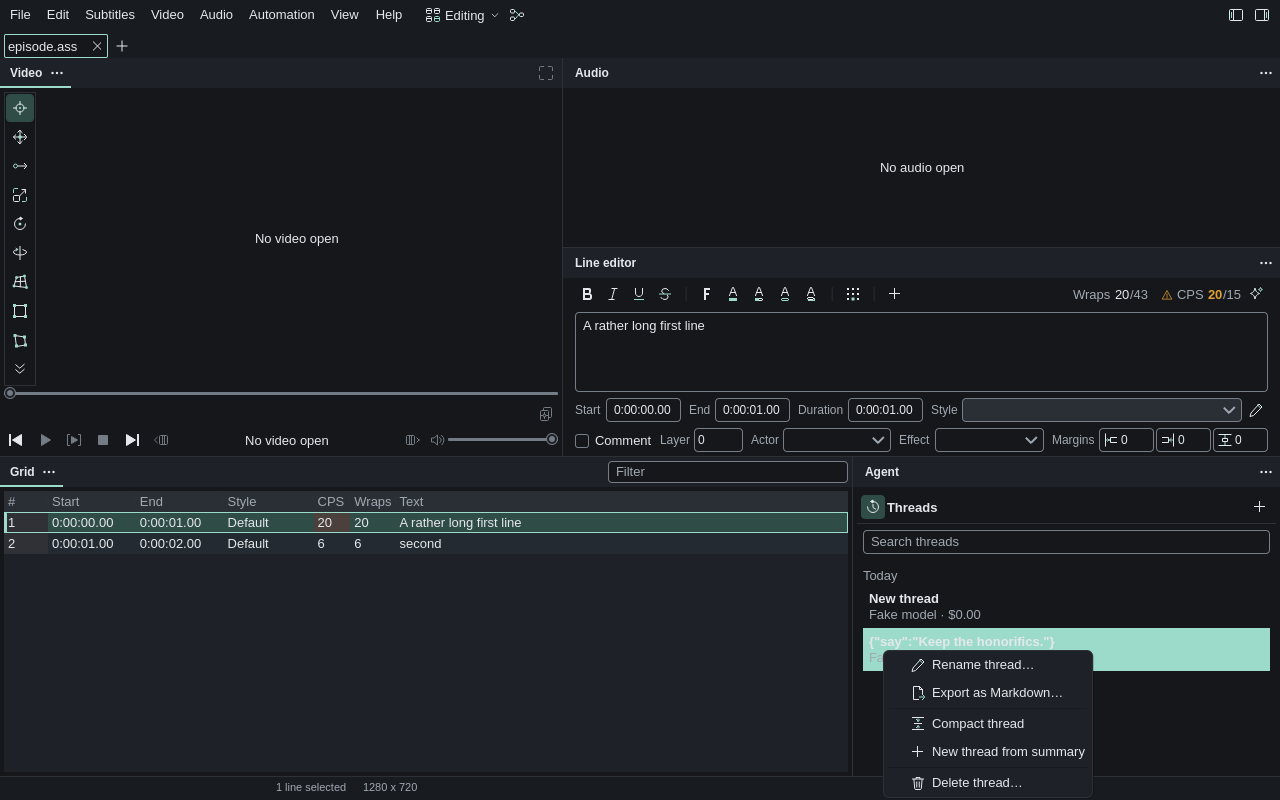 File Edit Subtitles Video Audio Automation View Help Editing
episode.ass
Video
Audio
No audio open
No video open
Line editor
B I U S F A A A A Wraps 20/43 CPS 20/15
A rather long first line
Start 0:00:00.00 End 0:00:01.00 Duration 0:00:01.00 Style
Comment Layer 0 Actor Effect Margins 0 0 0
No video open
Grid
Filter
Agent
# Start End Style CPS Wraps Text
1 0:00:00.00 0:00:01.00 Default 20 20 A rather long first line
2 0:00:01.00 0:00:02.00 Default 6 6 second
Threads
Search threads
Today
New thread
Fake model · $0.00
{"say":"Keep the honorifics."}
Rename thread…
Export as Markdown…
Compact thread
New thread from summary
Delete thread…
1 line selected 1280 x 720